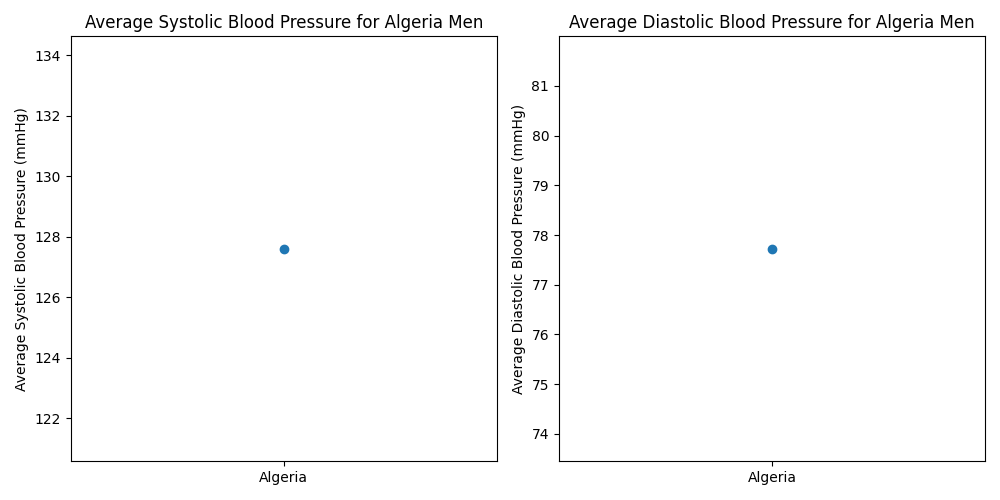 Average Systolic Blood Pressure for Algeria Men
Average Systolic Blood Pressure (mmHg)
134
132
130
128
126
124
122
Algeria
Average Diastolic Blood Pressure for Algeria Men
Average Diastolic Blood Pressure (mmHg)
81
80
79
78
77
76
75
74
Algeria